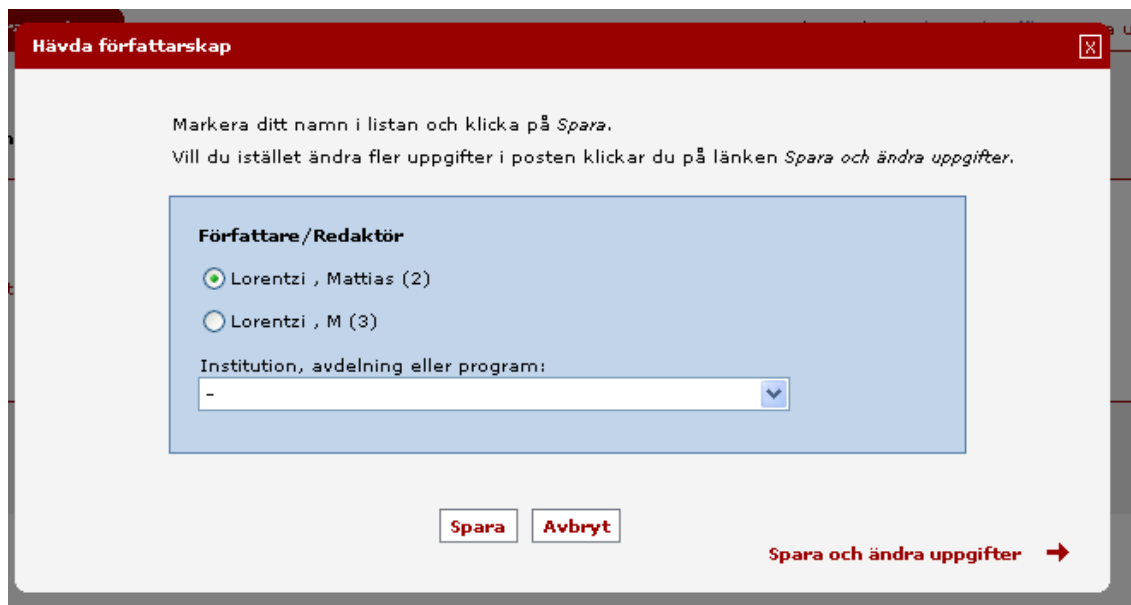 Hävda författarskap
X
Markera ditt namn i listan och klicka på Spara.
Vill du istället ändra fler uppgifter i posten klickar du på länken Spara och ändra uppgifter.
Författare/Redaktör
Lorentzi , Mattias (2)
Lorentzi , M (3)
Institution, avdelning eller program:
-
Spara Avbryt
Spara och ändra uppgifter